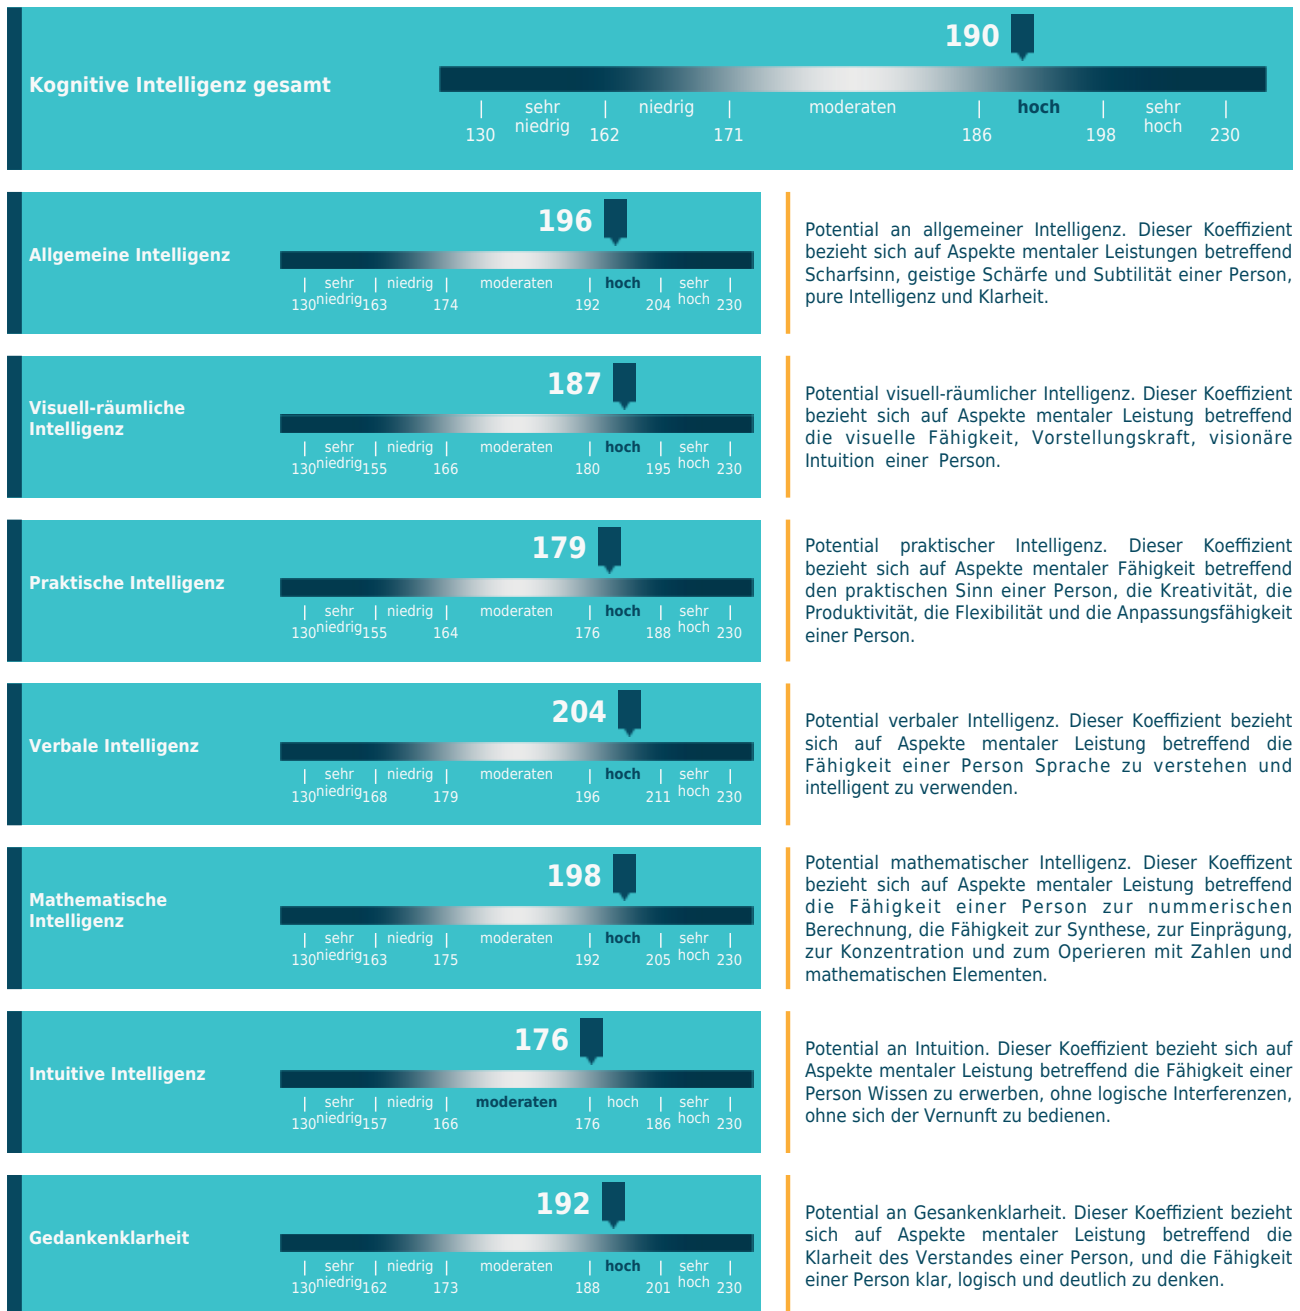 190
Kognitive Intelligenz gesamt
| sehr niedrig | niedrig | moderaten | hoch | sehr hoch |
130 162 171 186 198 230
196
Allgemeine Intelligenz
| sehr niedrig | niedrig | moderaten | hoch | sehr hoch |
130 163 174 192 204 230
Potential an allgemeiner Intelligenz. Dieser Koeffizient
bezieht sich auf Aspekte mentaler Leistungen betreffend
Scharfsinn, geistige Schärfe und Subtilität einer Person,
pure Intelligenz und Klarheit.
187
Visuell-räumliche
Intelligenz
| sehr niedrig | niedrig | moderaten | hoch | sehr hoch |
130 155 166 180 195 230
Potential visuell-räumlicher Intelligenz. Dieser Koeffizient
bezieht sich auf Aspekte mentaler Leistung betreffend
die visuelle Fähigkeit, Vorstellungskraft, visionäre
Intuition einer Person.
179
Praktische Intelligenz
| sehr niedrig | niedrig | moderaten | hoch | sehr hoch |
130 155 164 176 188 230
Potential praktischer Intelligenz. Dieser Koeffizient
bezieht sich auf Aspekte mentaler Fähigkeit betreffend
den praktischen Sinn einer Person, die Kreativität, die
Produktivität, die Flexibilität und die Anpassungsfähigkeit
einer Person.
204
Verbale Intelligenz
| sehr niedrig | niedrig | moderaten | hoch | sehr hoch |
130 168 179 196 211 230
Potential verbaler Intelligenz. Dieser Koeffizient bezieht
sich auf Aspekte mentaler Leistung betreffend die
Fähigkeit einer Person Sprache zu verstehen und
intelligent zu verwenden.
198
Mathematische
Intelligenz
| sehr niedrig | niedrig | moderaten | hoch | sehr hoch |
130 163 175 192 205 230
Potential mathematischer Intelligenz. Dieser Koeffizent
bezieht sich auf Aspekte mentaler Leistung betreffend
die Fähigkeit einer Person zur nummerischen
Berechnung, die Fähigkeit zur Synthese, zur Einprägung,
zur Konzentration und zum Operieren mit Zahlen und
mathematischen Elementen.
176
Intuitive Intelligenz
| sehr niedrig | niedrig | moderaten | hoch | sehr hoch |
130 157 166 176 186 230
Potential an Intuition. Dieser Koeffizient bezieht sich auf
Aspekte mentaler Leistung betreffend die Fähigkeit einer
Person Wissen zu erwerben, ohne logische Interferenzen,
ohne sich der Vernunft zu bedienen.
192
Gedankenklarheit
| sehr niedrig | niedrig | moderaten | hoch | sehr hoch |
130 162 173 188 201 230
Potential an Gesankenklarheit. Dieser Koeffizient bezieht
sich auf Aspekte mentaler Leistung betreffend die
Klarheit des Verstandes einer Person, und die Fähigkeit
einer Person klar, logisch und deutlich zu denken.